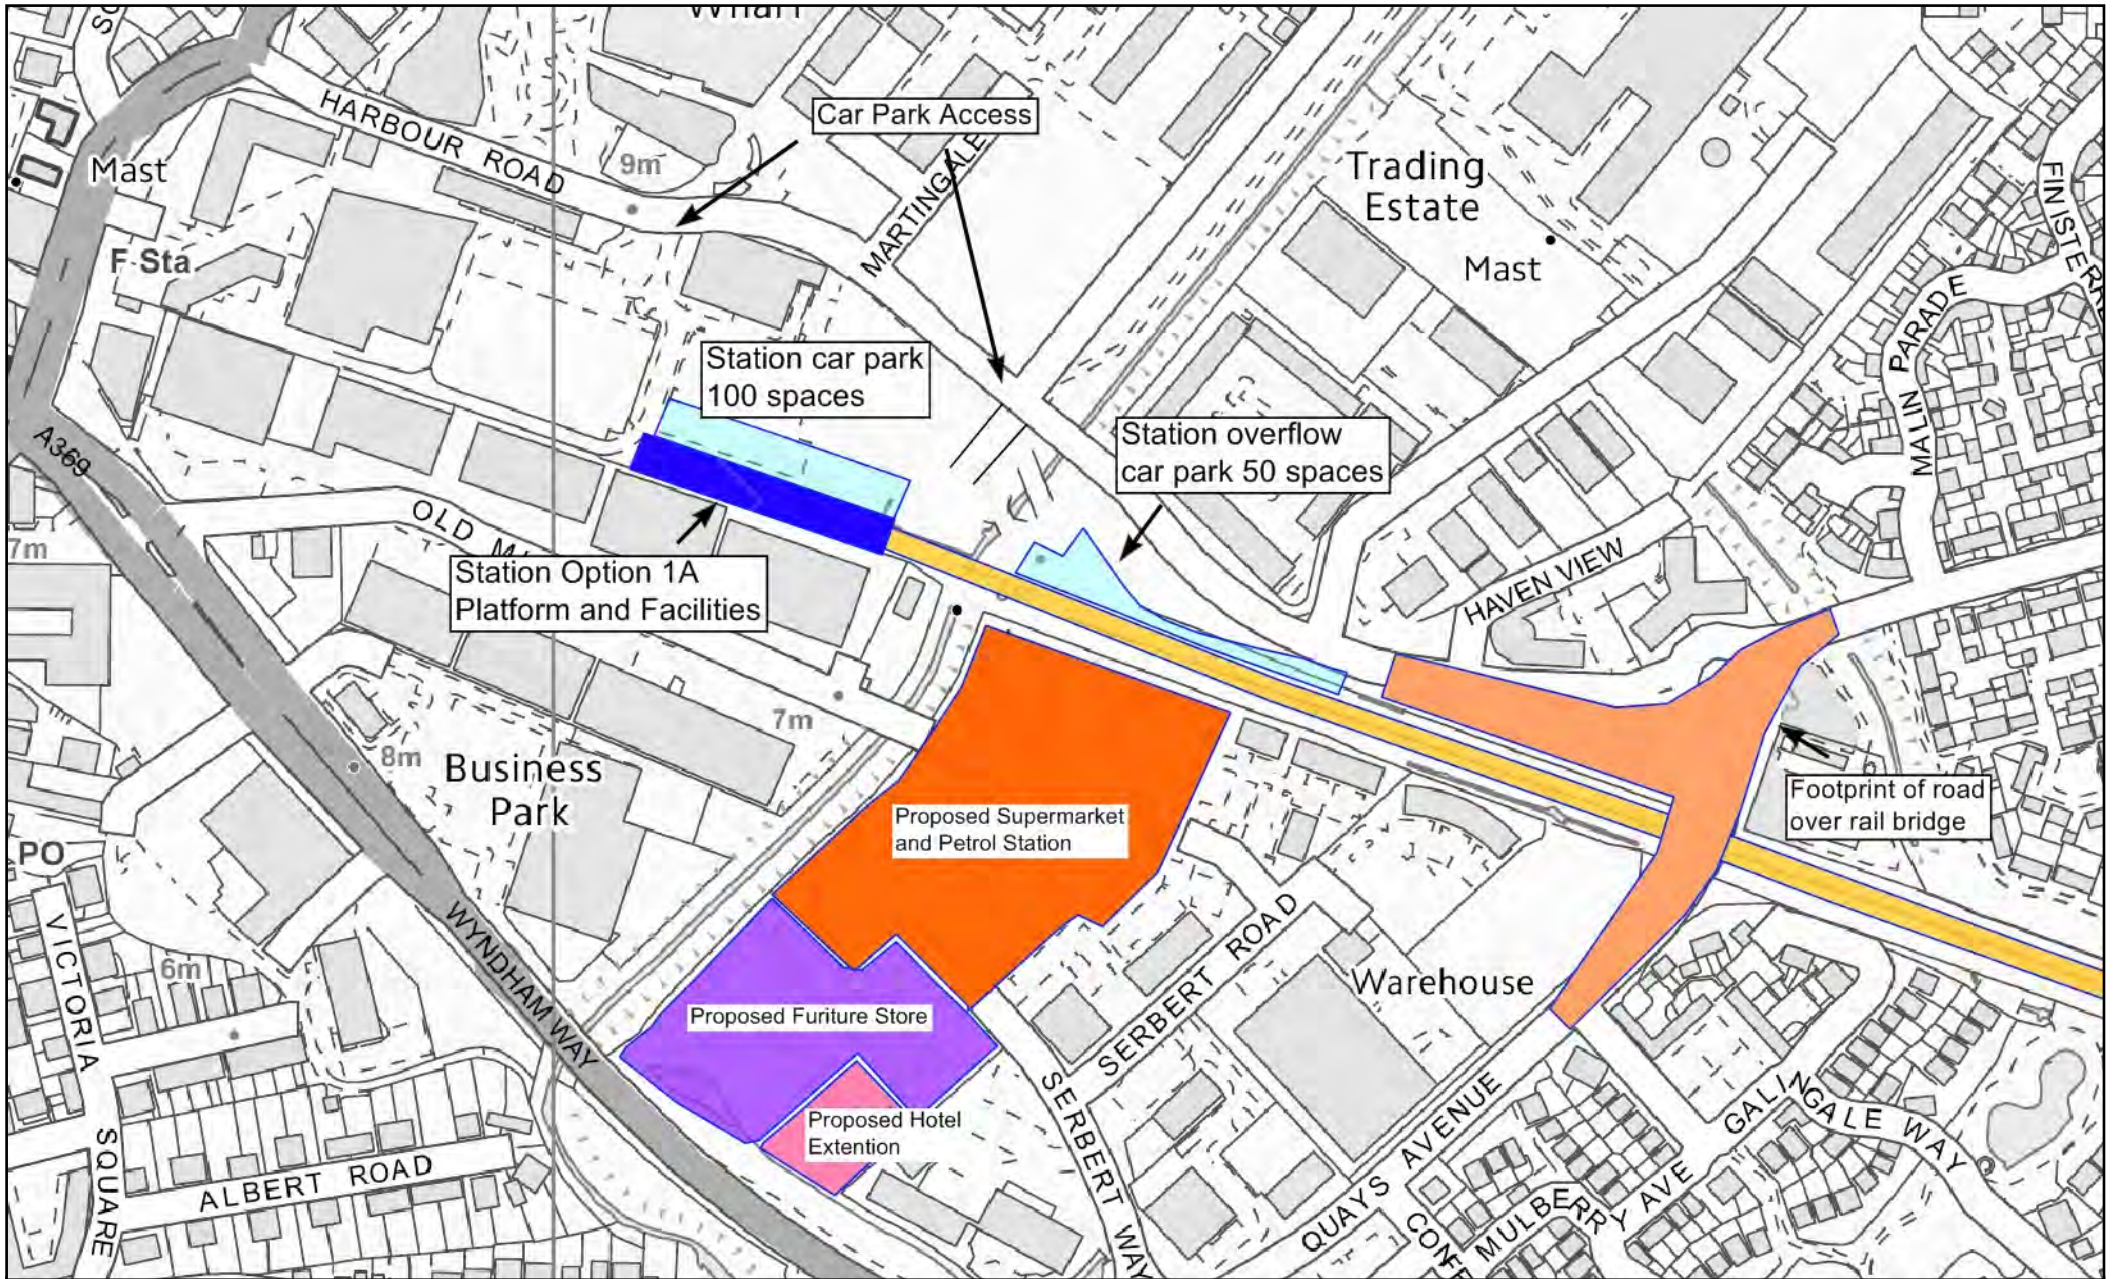 Car Park Access
HARBOUR ROAD
9m
Mast
MARTINGALE
Trading
Estate
Mast
F Sta
FINISTERRE
MALIN PARADE
Station car park
100 spaces
Station overflow
car park 50 spaces
A369
OLD
7m
Station Option 1A
Platform and Facilities
HAVEN VIEW
7m
8m
Business
Park
Footprint of road
over rail bridge
Proposed Supermarket
and Petrol Station
PO
VICTORIA
SQUARE
6m
WYNDHAM WAY
SERBERT ROAD
Warehouse
Proposed Furiture Store
Proposed Hotel
Extention
SERBERT WAY
ALBERT ROAD
QUAYS AVENUE
MULBERRY AVE
GALINGALE WAY